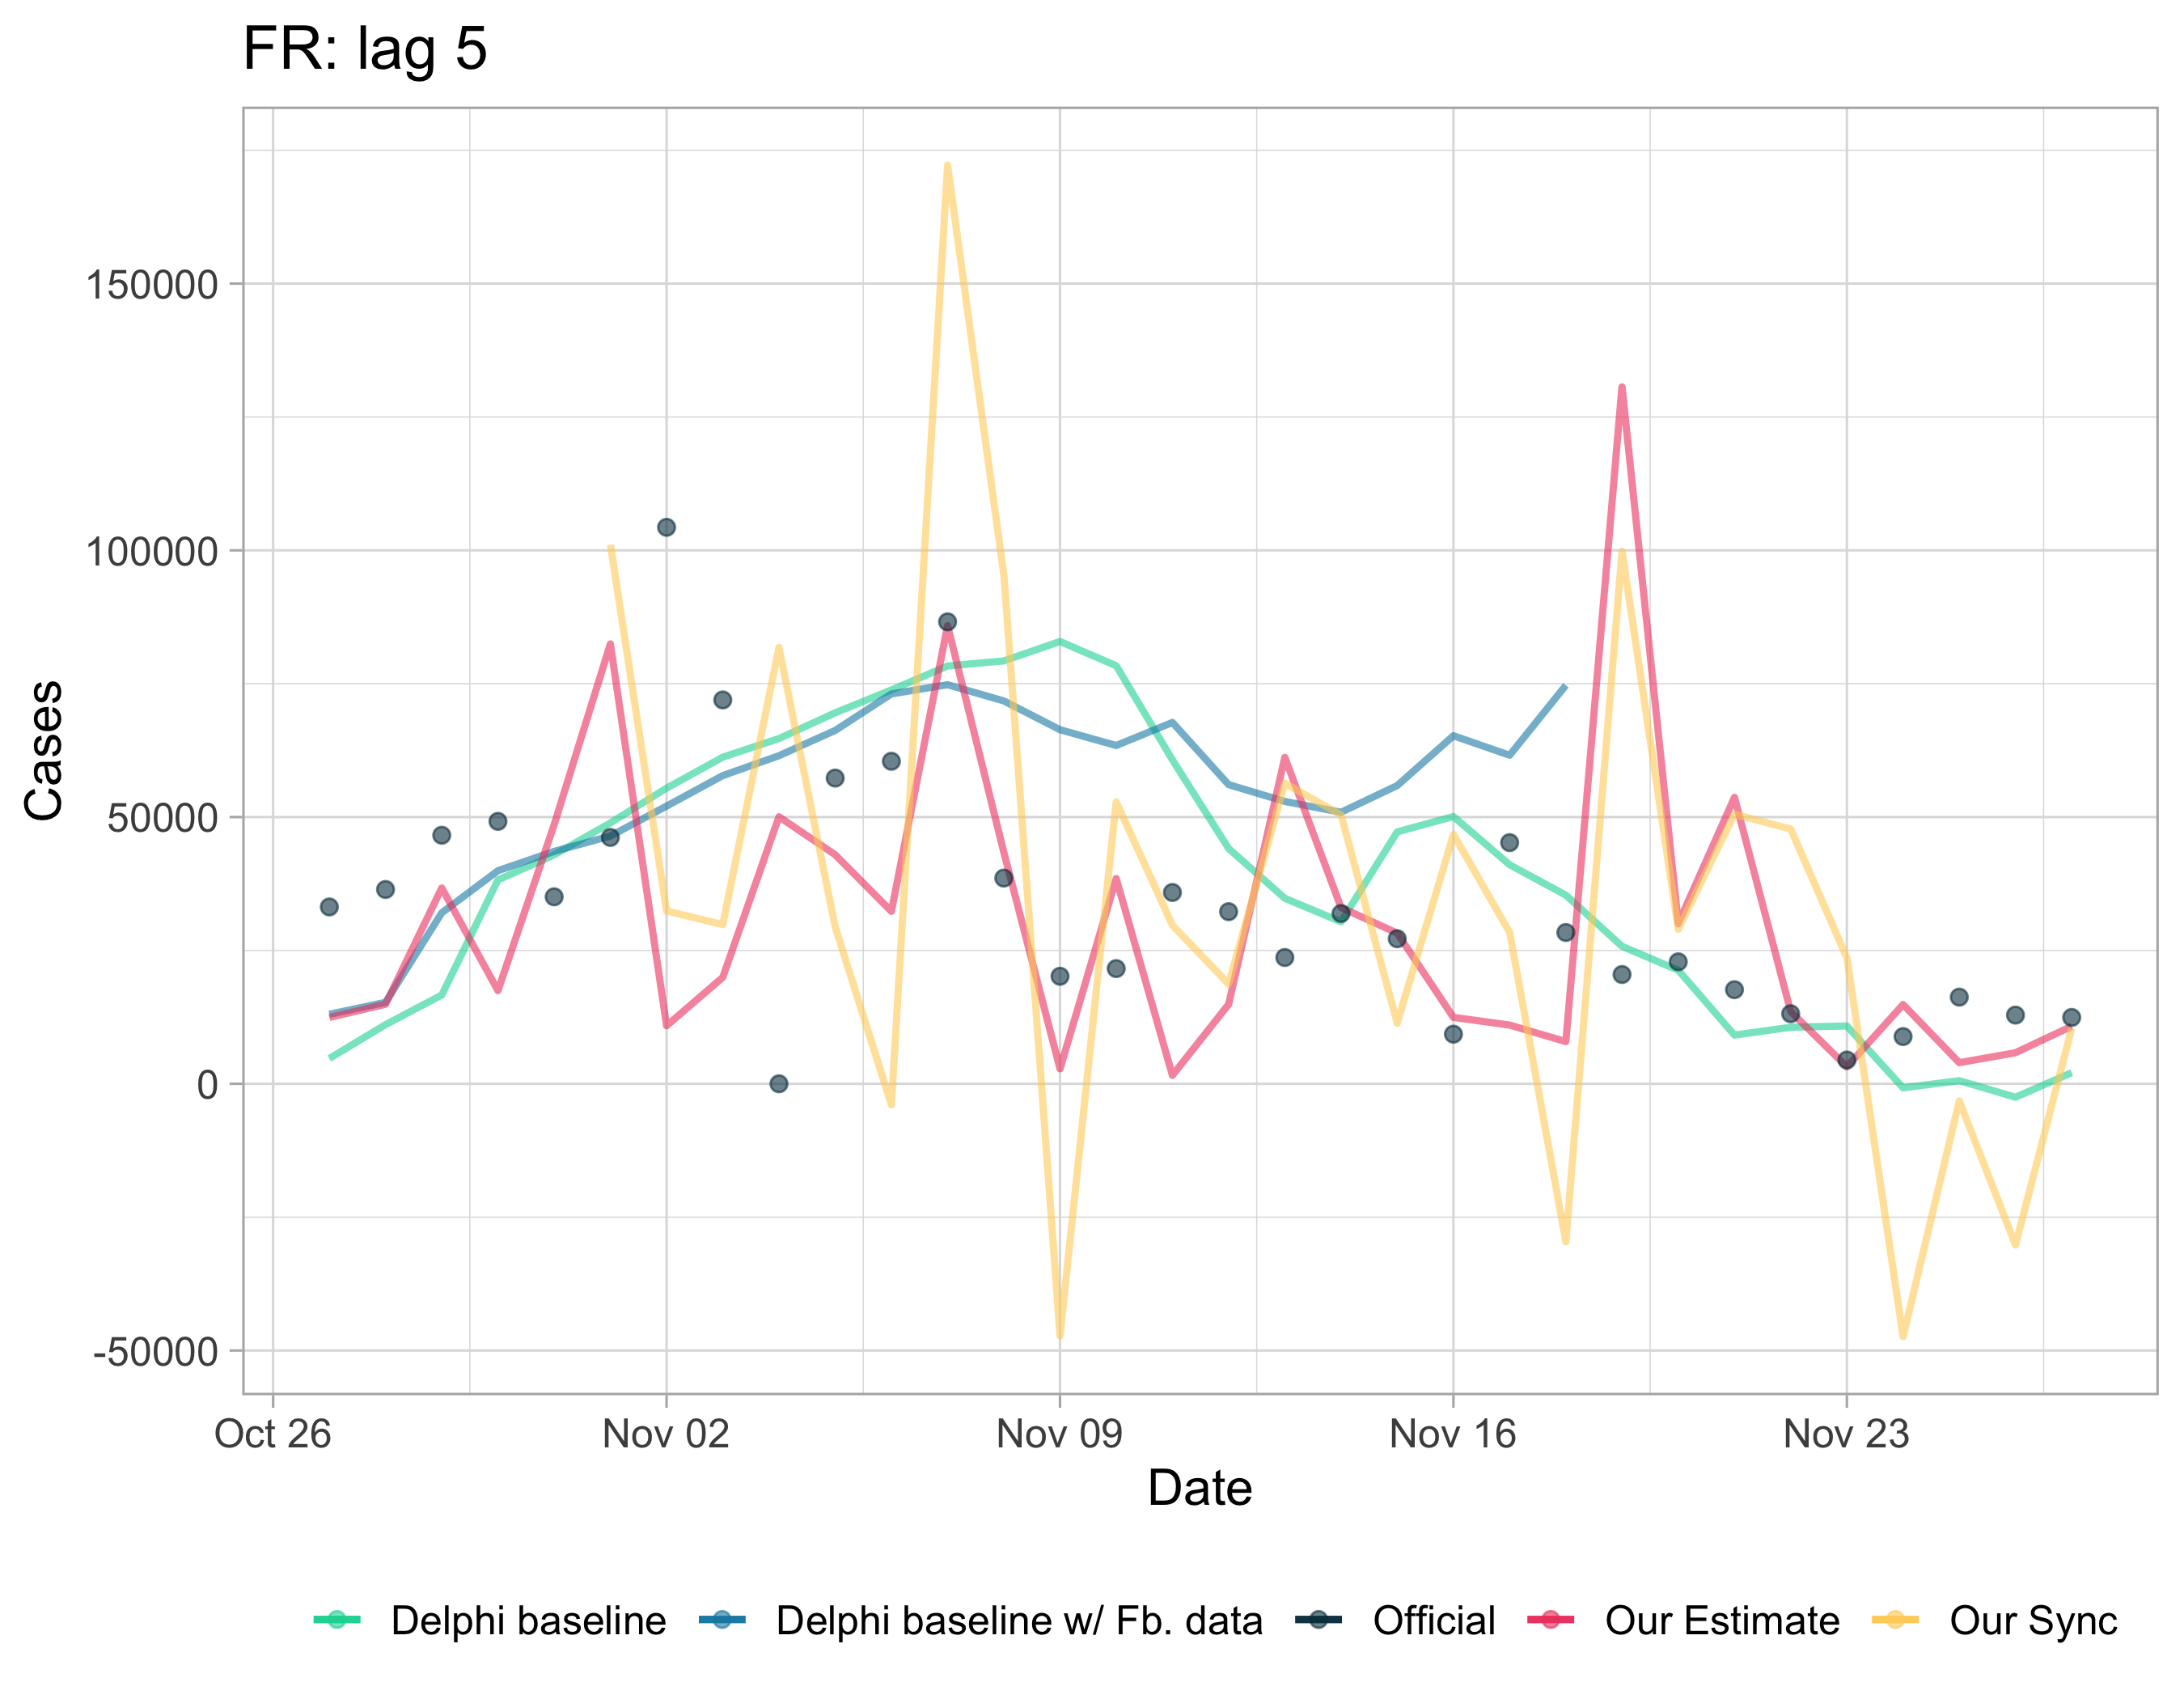 FR: lag 5
Cases
150000
100000
50000
0
-50000
Oct 26 Nov 02 Nov 09 Nov 16 Nov 23
Date
Delphi baseline Delphi baseline w/ Fb. data Official Our Estimate Our Sync